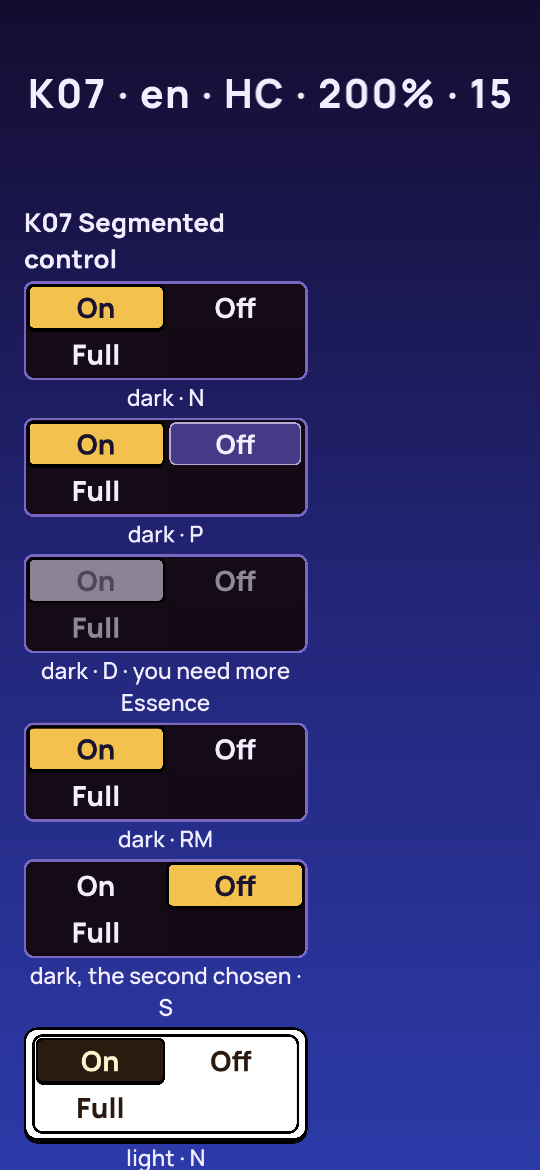 K07 · en · HC · 200% · 15
K07 Segmented
control
On Off
Full
dark · N
On Off
Full
dark · P
On Off
Full
dark · D · you need more
Essence
On Off
Full
dark · RM
On Off
Full
dark, the second chosen ·
S
On Off
Full
light · N